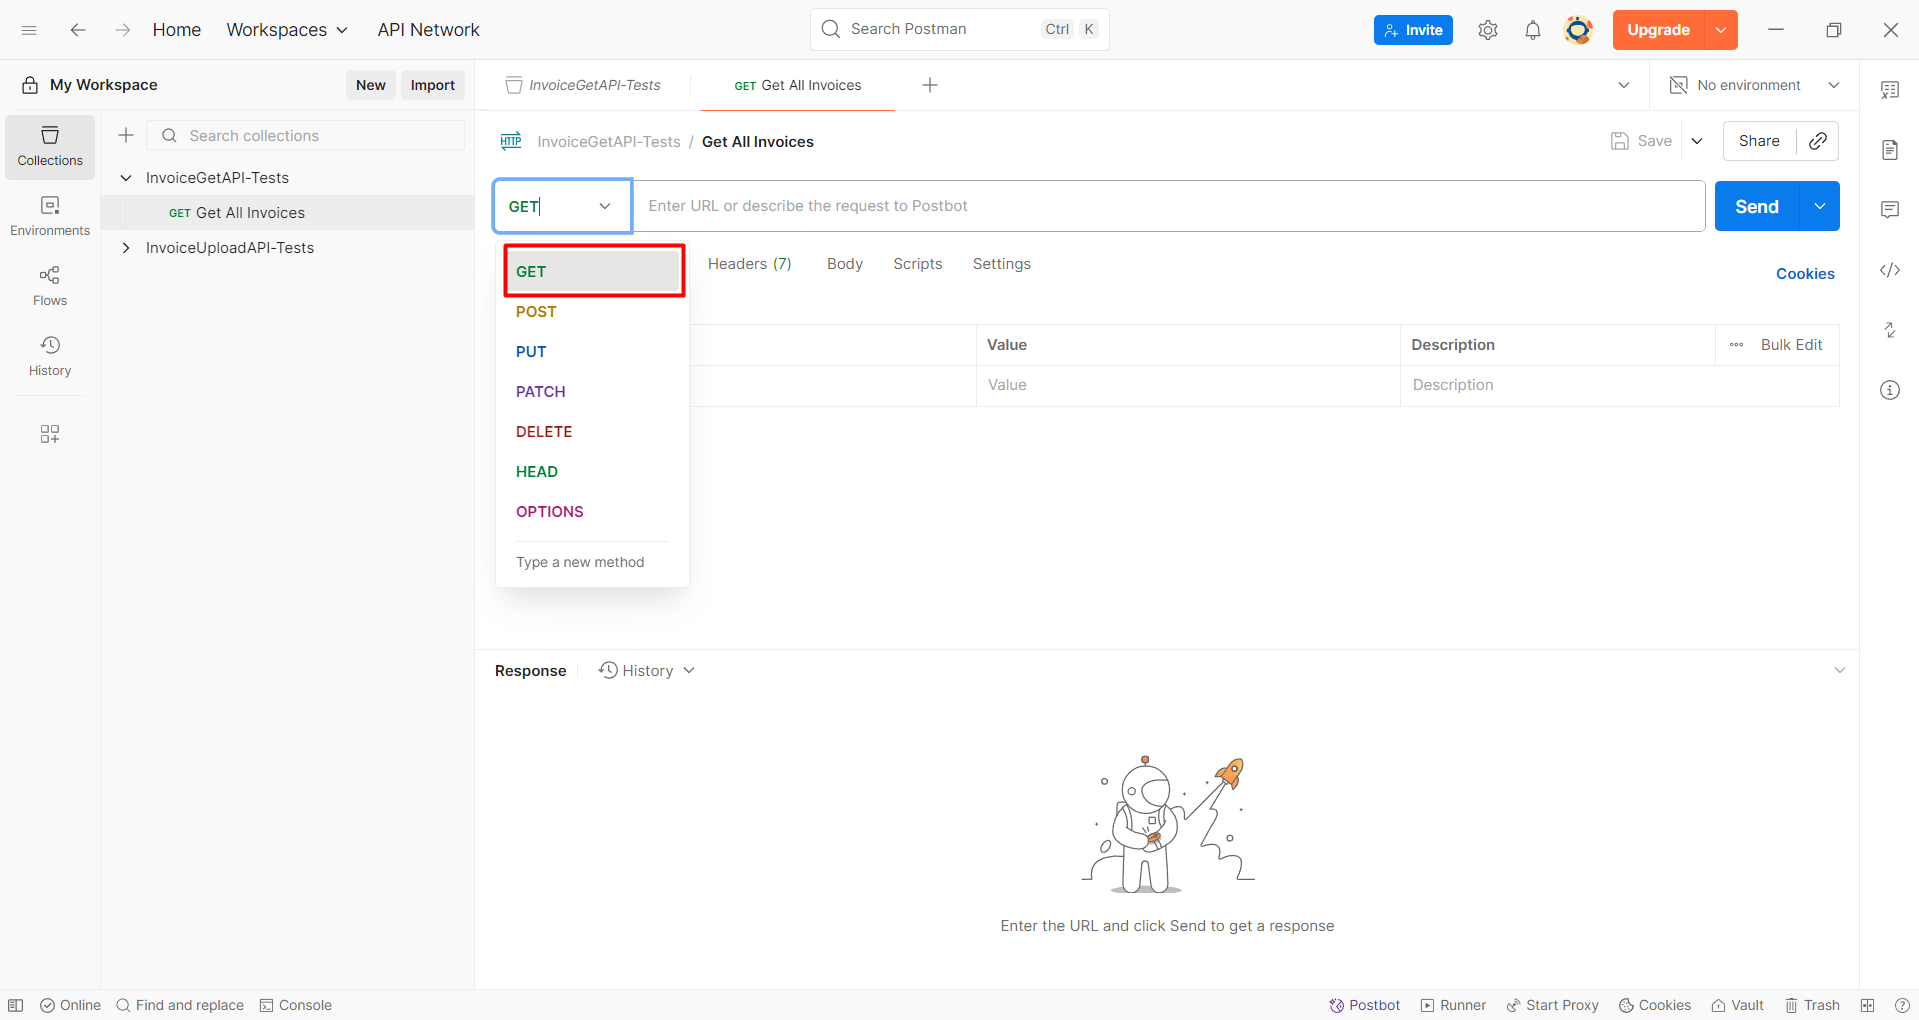 Home Workspaces API Network Search Postman Ctrl K Invite Upgrade
My Workspace New Import InvoiceGetAPI-Tests GET Get All Invoices No environment
Collections
Environments
Flows
History
Search collections
InvoiceGetAPI-Tests
GET Get All Invoices
InvoiceUploadAPI-Tests
HTTP InvoiceGetAPI-Tests / Get All Invoices Save Share
GET Enter URL or describe the request to Postbot Send
Headers (7) Body Scripts Settings Cookies
GET
POST
PUT
PATCH
DELETE
HEAD
OPTIONS
Type a new method
Value Description Bulk Edit
Value Description
Response History
Enter the URL and click Send to get a response
Online Find and replace Console Postbot Runner Start Proxy Cookies Vault Trash